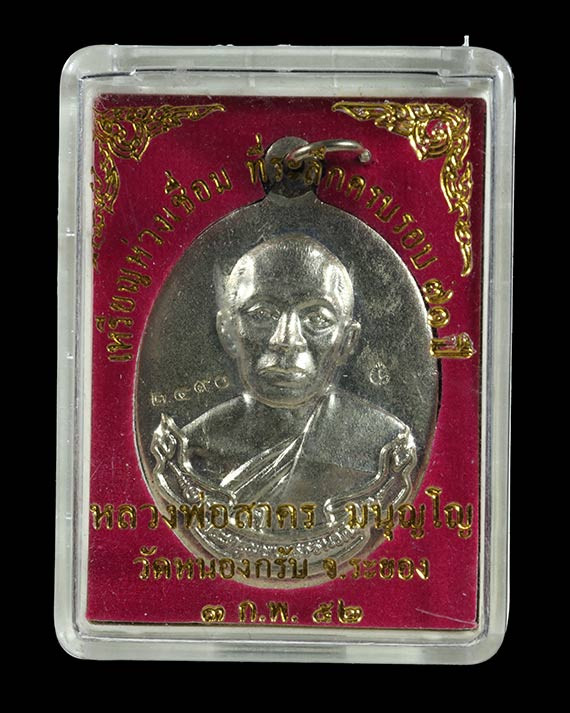 เหรียญห่วงเชื่อม ที่ระลึกครบรอบ ๗๑ ปี
๒๔๙๐
หลวงพ่อสาคร มนุญโญ
วัดหนองกรับ จ.ระยอง
๓ ก.พ. ๕๒